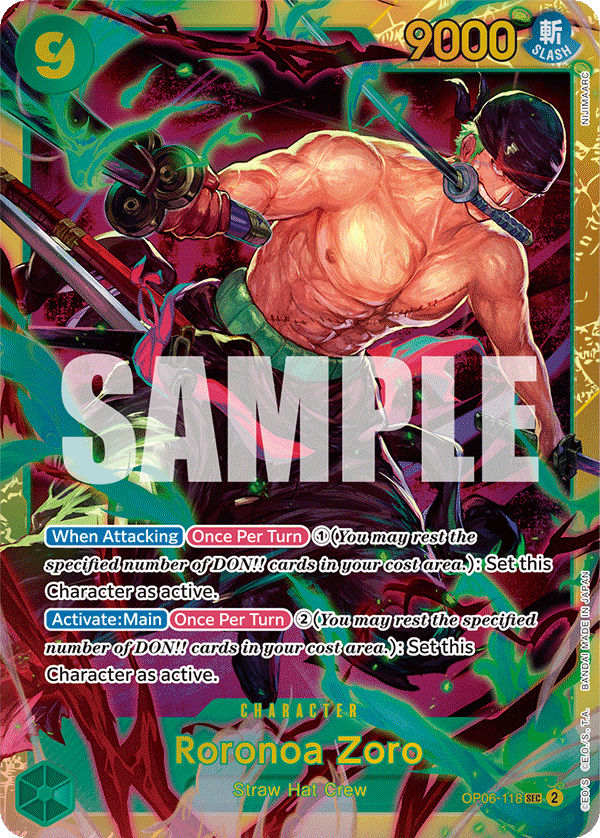 9
9000
斬
SLASH
NIJIMAARC
SAMPLE
When Attacking Once Per Turn ①(You may rest the
specified number of DON!! cards in your cost area.): Set this
Character as active.
Activate:Main Once Per Turn ②(You may rest the specified
number of DON!! cards in your cost area.): Set this
Character as active.
CHARACTER
Roronoa Zoro
Straw Hat Crew
OP06-118 SEC 2
©E.O/S ©E.I.O./S, T.A. BANDAI MADE IN JAPAN